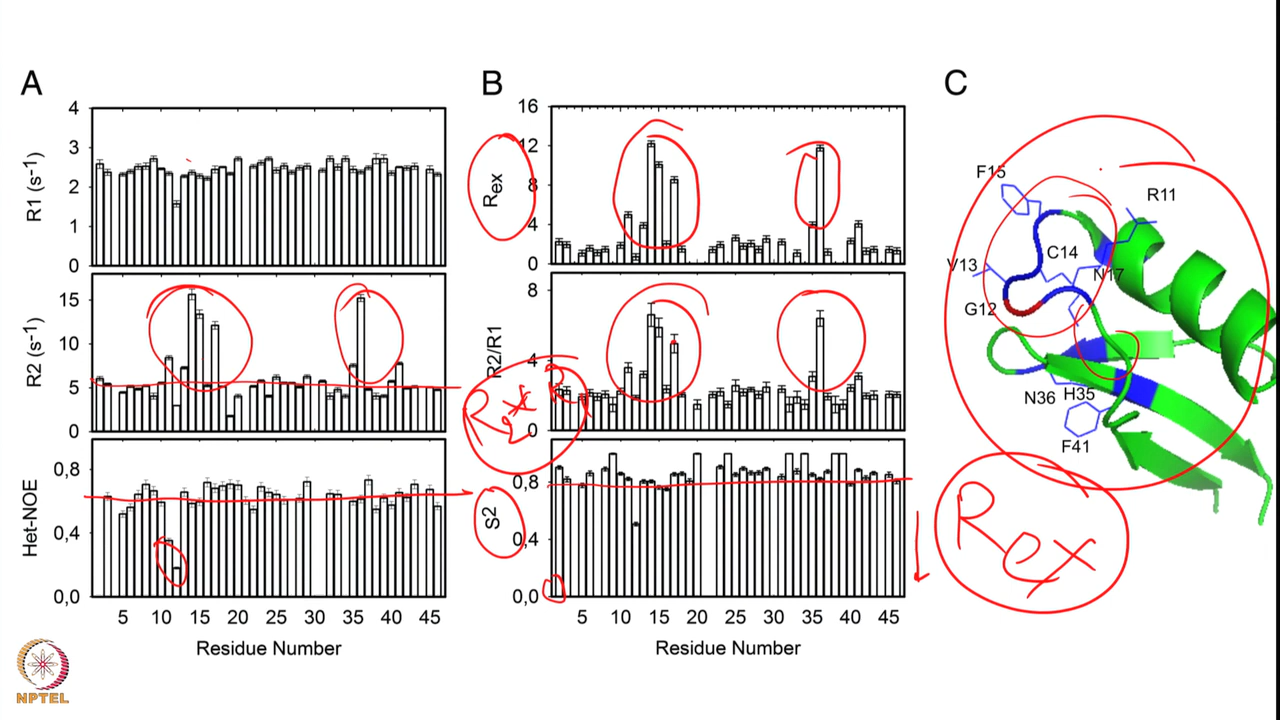 A
B
C
4
3
2
1
0
R1 (s-1)
15
10
5
0
R2 (s-1)
0.8
0.4
0,0
Het-NOE
5 10 15 20 25 30 35 40 45
Residue Number
16
12
8
4
0
Rex
8
4
0
R2/R1
Rex
0.8
0,4
0,0
S2
5 10 15 20 25 30 35 40 45
Residue Number
F15
R11
V13
C14
N17
G12
N36
H35
F41
Rex
NPTEL